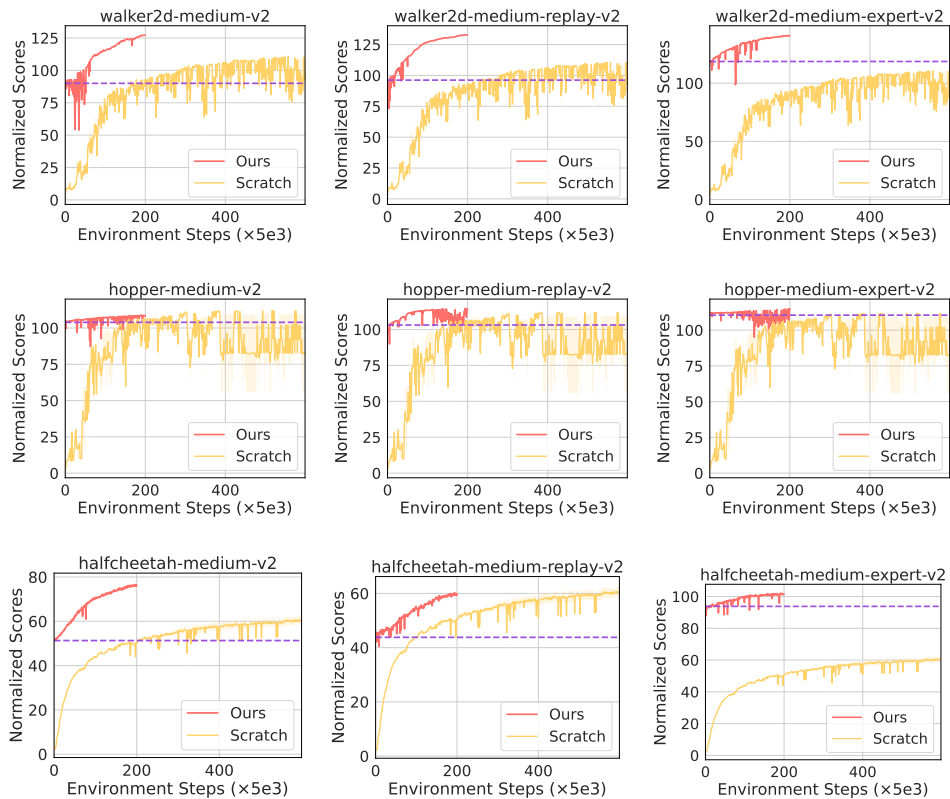 walker2d-medium-v2
Normalized Scores
125
100
75
50
25
0
0 200 400
Environment Steps (×5e3)
Ours
Scratch
walker2d-medium-replay-v2
Normalized Scores
125
100
75
50
25
0
0 200 400
Environment Steps (×5e3)
Ours
Scratch
walker2d-medium-expert-v2
Normalized Scores
100
50
0
0 200 400
Environment Steps (×5e3)
Ours
Scratch
hopper-medium-v2
Normalized Scores
100
75
50
25
0
0 200 400
Environment Steps (×5e3)
Ours
Scratch
hopper-medium-replay-v2
Normalized Scores
100
75
50
25
0
0 200 400
Environment Steps (×5e3)
Ours
Scratch
hopper-medium-expert-v2
Normalized Scores
100
75
50
25
0
0 200 400
Environment Steps (×5e3)
Ours
Scratch
halfcheetah-medium-v2
Normalized Scores
80
60
40
20
0
0 200 400
Environment Steps (×5e3)
Ours
Scratch
halfcheetah-medium-replay-v2
Normalized Scores
60
40
20
0
0 200 400
Environment Steps (×5e3)
Ours
Scratch
halfcheetah-medium-expert-v2
Normalized Scores
100
80
60
40
20
0
0 200 400
Environment Steps (×5e3)
Ours
Scratch